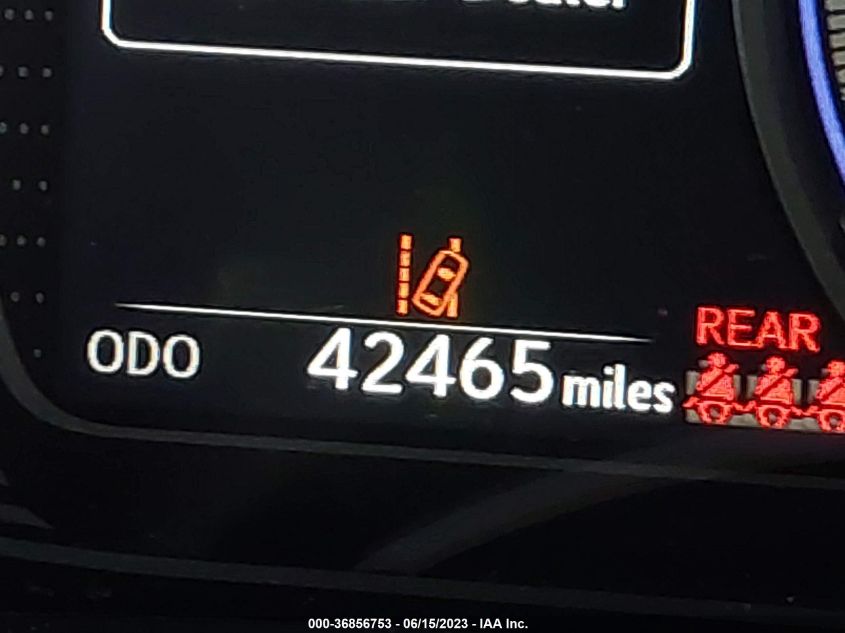 REAR
ODO 42465 miles
000-36856753 - 06/15/2023 - IAA Inc.